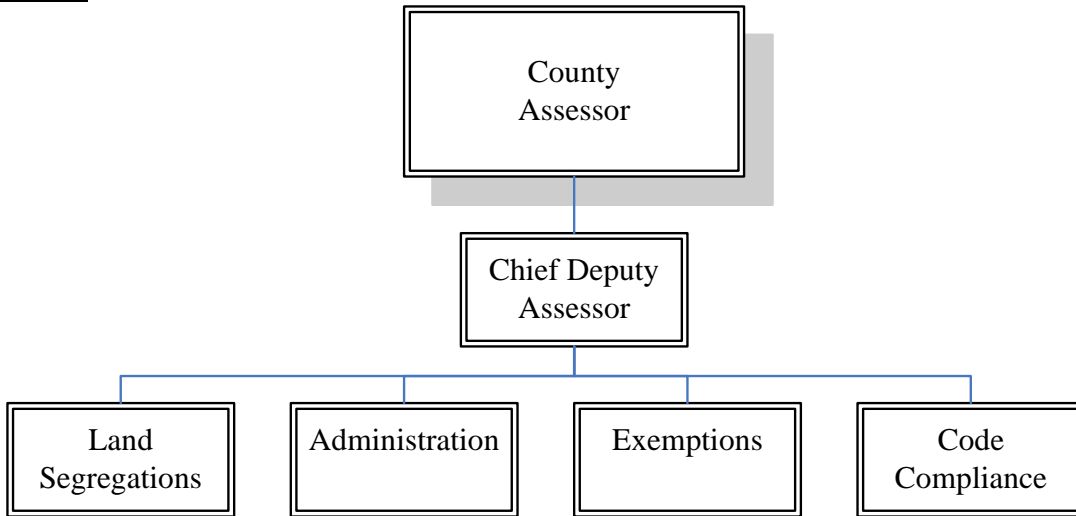 County
Assessor
Chief Deputy
Assessor
Land
Segregations
Administration
Exemptions
Code
Compliance